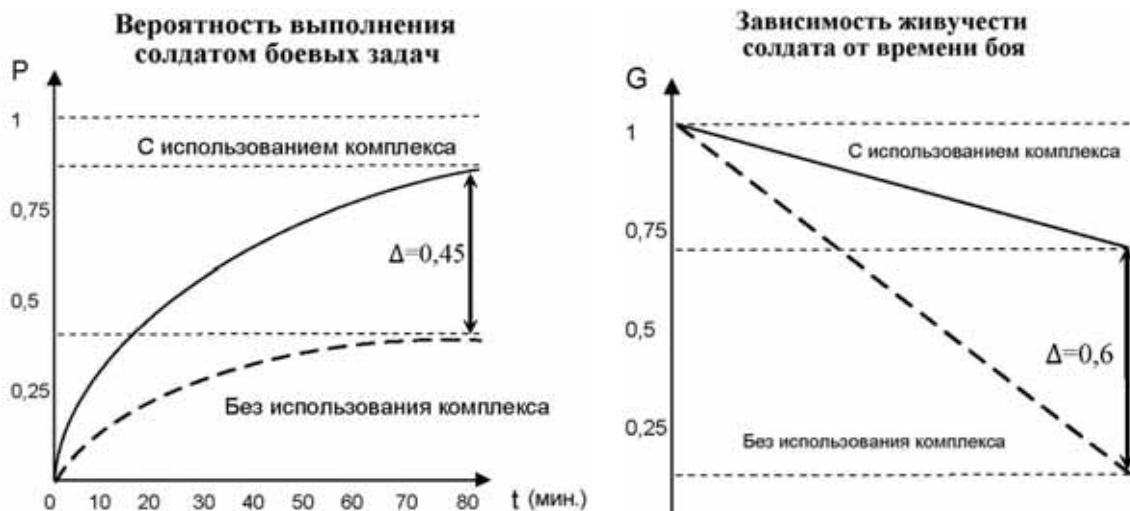 Вероятность выполнения
солдатом боевых задач
P
1
С использованием комплекса
0,75
Δ=0,45
0,5
0,25
Без использования комплекса
0 10 20 30 40 50 60 70 80 t (мин.)
Зависимость живучести
солдата от времени боя
G
1
С использованием комплекса
0,75
0,5
Δ=0,6
0,25
Без использования комплекса